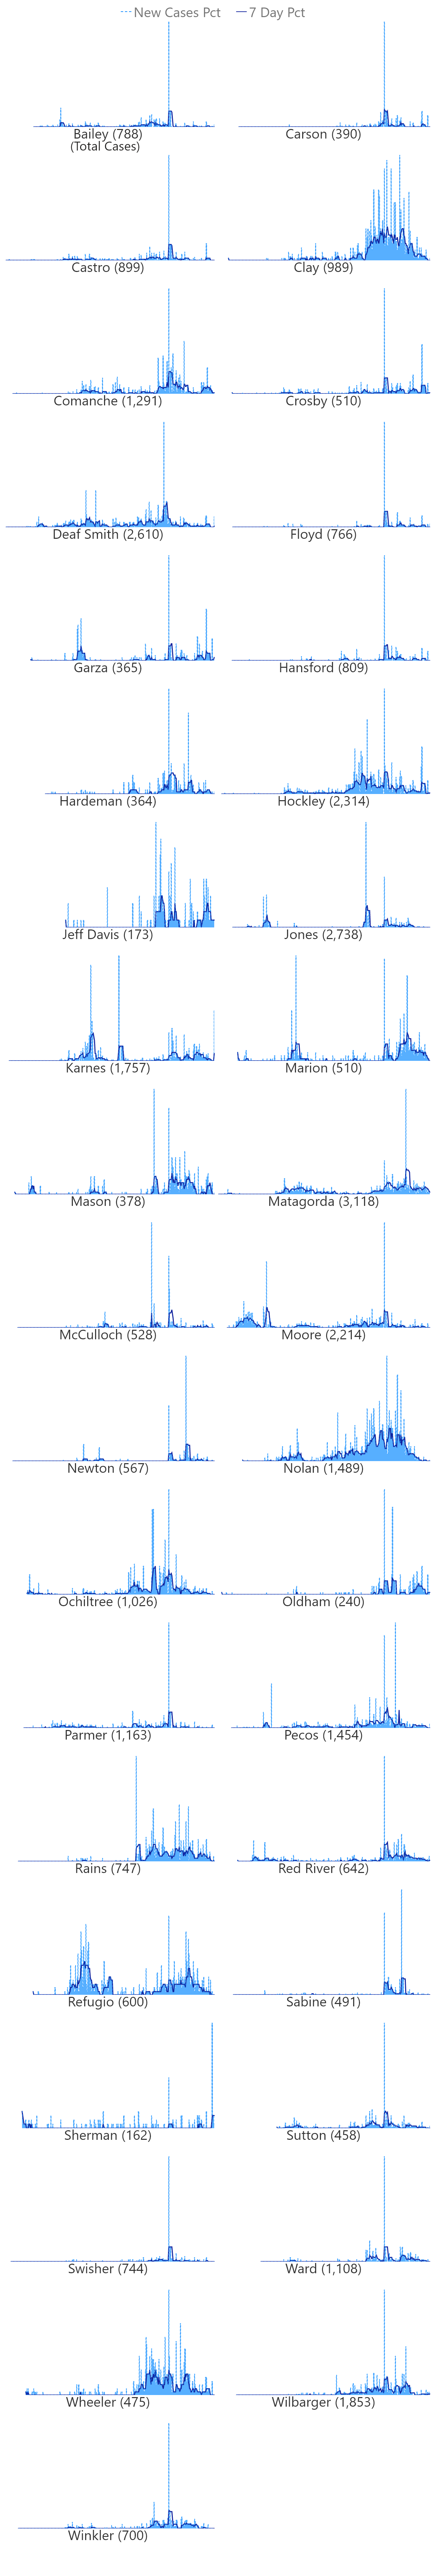 New Cases Pct 7 Day Pct
Bailey (788) Carson (390)
(Total Cases)
Castro (899) Clay (989)
Comanche (1,291) Crosby (510)
Deaf Smith (2,610) Floyd (766)
Garza (365) Hansford (809)
Hardeman (364) Hockley (2,314)
Jeff Davis (173) Jones (2,738)
Karnes (1,757) Marion (510)
Mason (378) Matagorda (3,118)
McCulloch (528) Moore (2,214)
Newton (567) Nolan (1,489)
Ochiltree (1,026) Oldham (240)
Parmer (1,163) Pecos (1,454)
Rains (747) Red River (642)
Refugio (600) Sabine (491)
Sherman (162) Sutton (458)
Swisher (744) Ward (1,108)
Wheeler (475) Wilbarger (1,853)
Winkler (700)